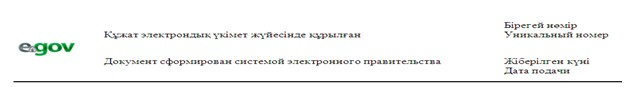 egov
Құжат электрондық үкімет жүйесінде құрылған
Бірегей нөмір
Уникальный номер
Документ сформирован системой электронного правительства
Жіберілген күні
Дата подачи